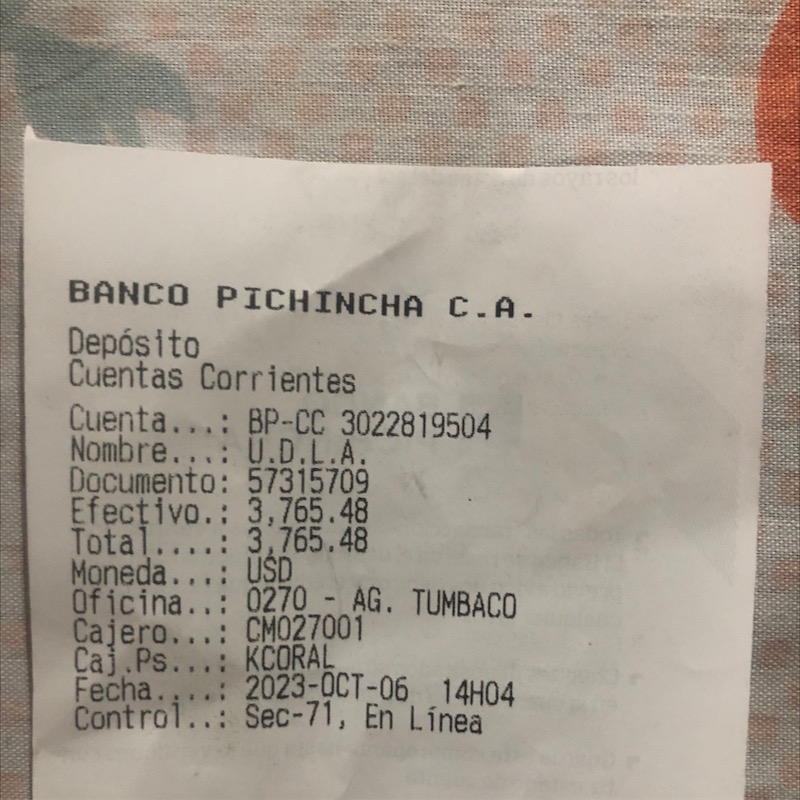 BANCO PICHINCHA C.A.
Depósito
Cuentas Corrientes
Cuenta...: BP-CC 3022819504
Nombre...: U.D.L.A.
Documento: 57315709
Efectivo.: 3,765.48
Total....: 3,765.48
Moneda...: USD
Oficina..: 0270 - AG. TUMBACO
Cajero...: CM027001
Caj.Ps...: KCORAL
Fecha....: 2023-OCT-06 14H04
Control..: Sec-71, En Línea